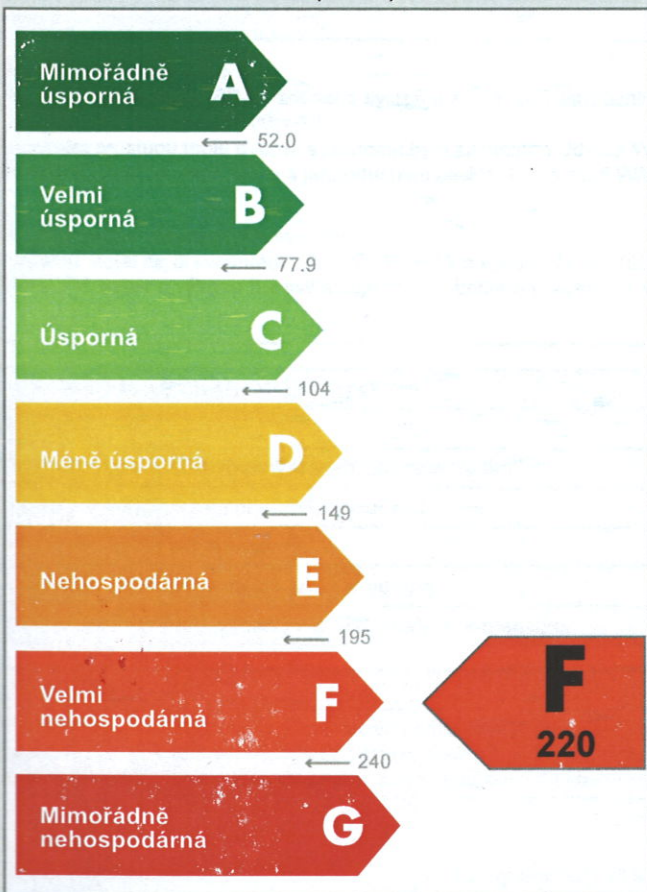 Mimořádně
úsporná
A
52.0
Velmi
úsporná
B
77.9
Úsporná
C
104
Méně úsporná
D
149
Nehospodárná
E
195
Velmi
nehospodárná
F
F
220
240
Mimořádně
nehospodárná
G